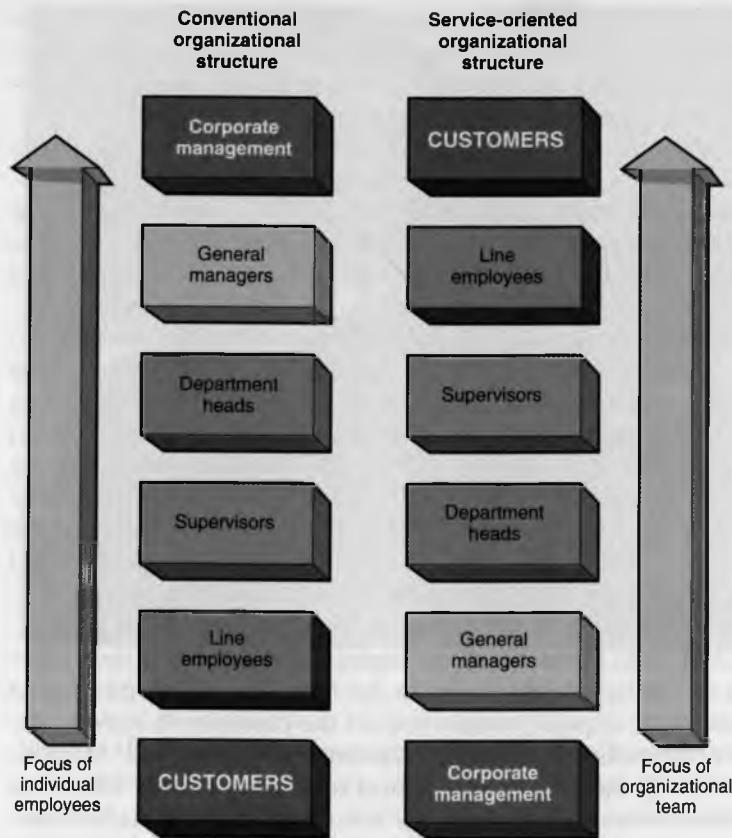 Conventional
organizational
structure
Service-oriented
organizational
structure
Corporate
management
CUSTOMERS
General
managers
Line
employees
Department
heads
Supervisors
Supervisors
Department
heads
Line
employees
General
managers
CUSTOMERS
Corporate
management
Focus of
individual
employees
Focus of
organizational
team